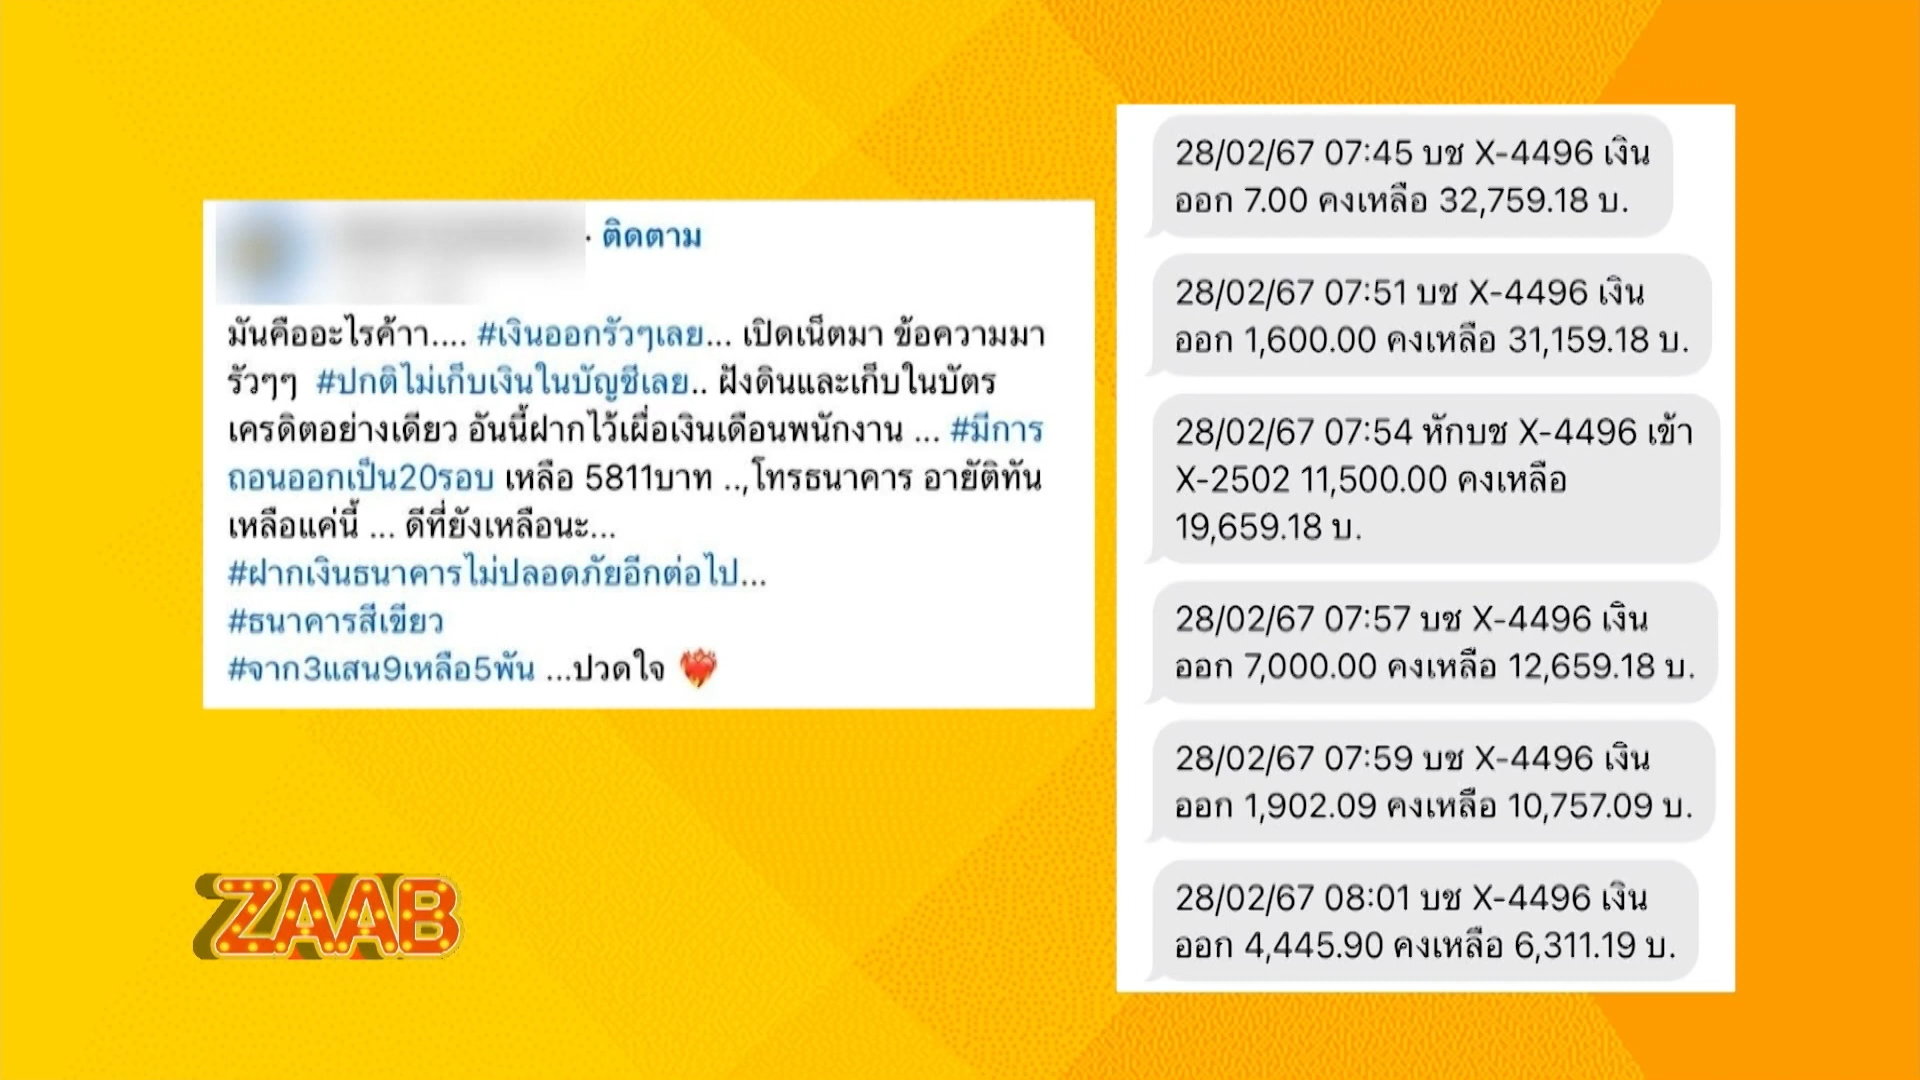 · ติดตาม
มันคืออะไรค้าา.... #เงินออกรัวๆเลย... เปิดเน็ตมา ข้อความมา
รัวๆๆ #ปกติไม่เก็บเงินในบัญชีเลย.. ฝังดินและเก็บในบัตร
เครดิตอย่างเดียว อันนี้ฝากไว้เผื่อเงินเดือนพนักงาน ... #มีการ
ถอนออกเป็น20รอบ เหลือ 5811บาท ..,โทรธนาคาร อายัติทัน
เหลือแค่นี้ ... ดีที่ยังเหลือนะ...
#ฝากเงินธนาคารไม่ปลอดภัยอีกต่อไป...
#ธนาคารสีเขียว
#จาก3แสน9เหลือ5พัน ...ปวดใจ ❤️‍🔥
28/02/67 07:45 บช X-4496 เงิน
ออก 7.00 คงเหลือ 32,759.18 บ.
28/02/67 07:51 บช X-4496 เงิน
ออก 1,600.00 คงเหลือ 31,159.18 บ.
28/02/67 07:54 หักบช X-4496 เข้า
X-2502 11,500.00 คงเหลือ
19,659.18 บ.
28/02/67 07:57 บช X-4496 เงิน
ออก 7,000.00 คงเหลือ 12,659.18 บ.
28/02/67 07:59 บช X-4496 เงิน
ออก 1,902.09 คงเหลือ 10,757.09 บ.
28/02/67 08:01 บช X-4496 เงิน
ออก 4,445.90 คงเหลือ 6,311.19 บ.
ZAAB